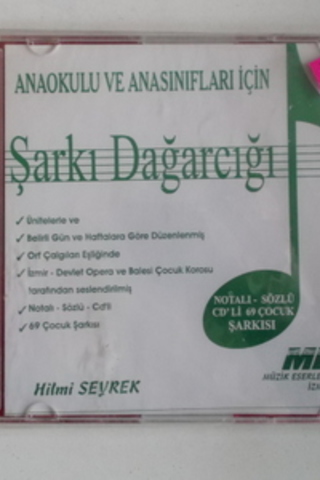 ANAOKULU VE ANASINIFLARI İÇİN
Şarkı Dağarcığı
✓ Ünitelerle ve
✓ Belirli Gün ve Haftalara Göre Düzenlenmiş
✓ Orf Çalgıları Eşliğinde
✓ İzmir - Devlet Opera ve Balesi Çocuk Korosu
tarafından seslendirilmiş
✓ Notalı - Sözlü - Cd'li
✓ 69 Çocuk Şarkısı
NOTALI - SÖZLÜ
CD'Lİ 69 ÇOCUK
ŞARKISI
Hilmi SEYREK
MÜZİK